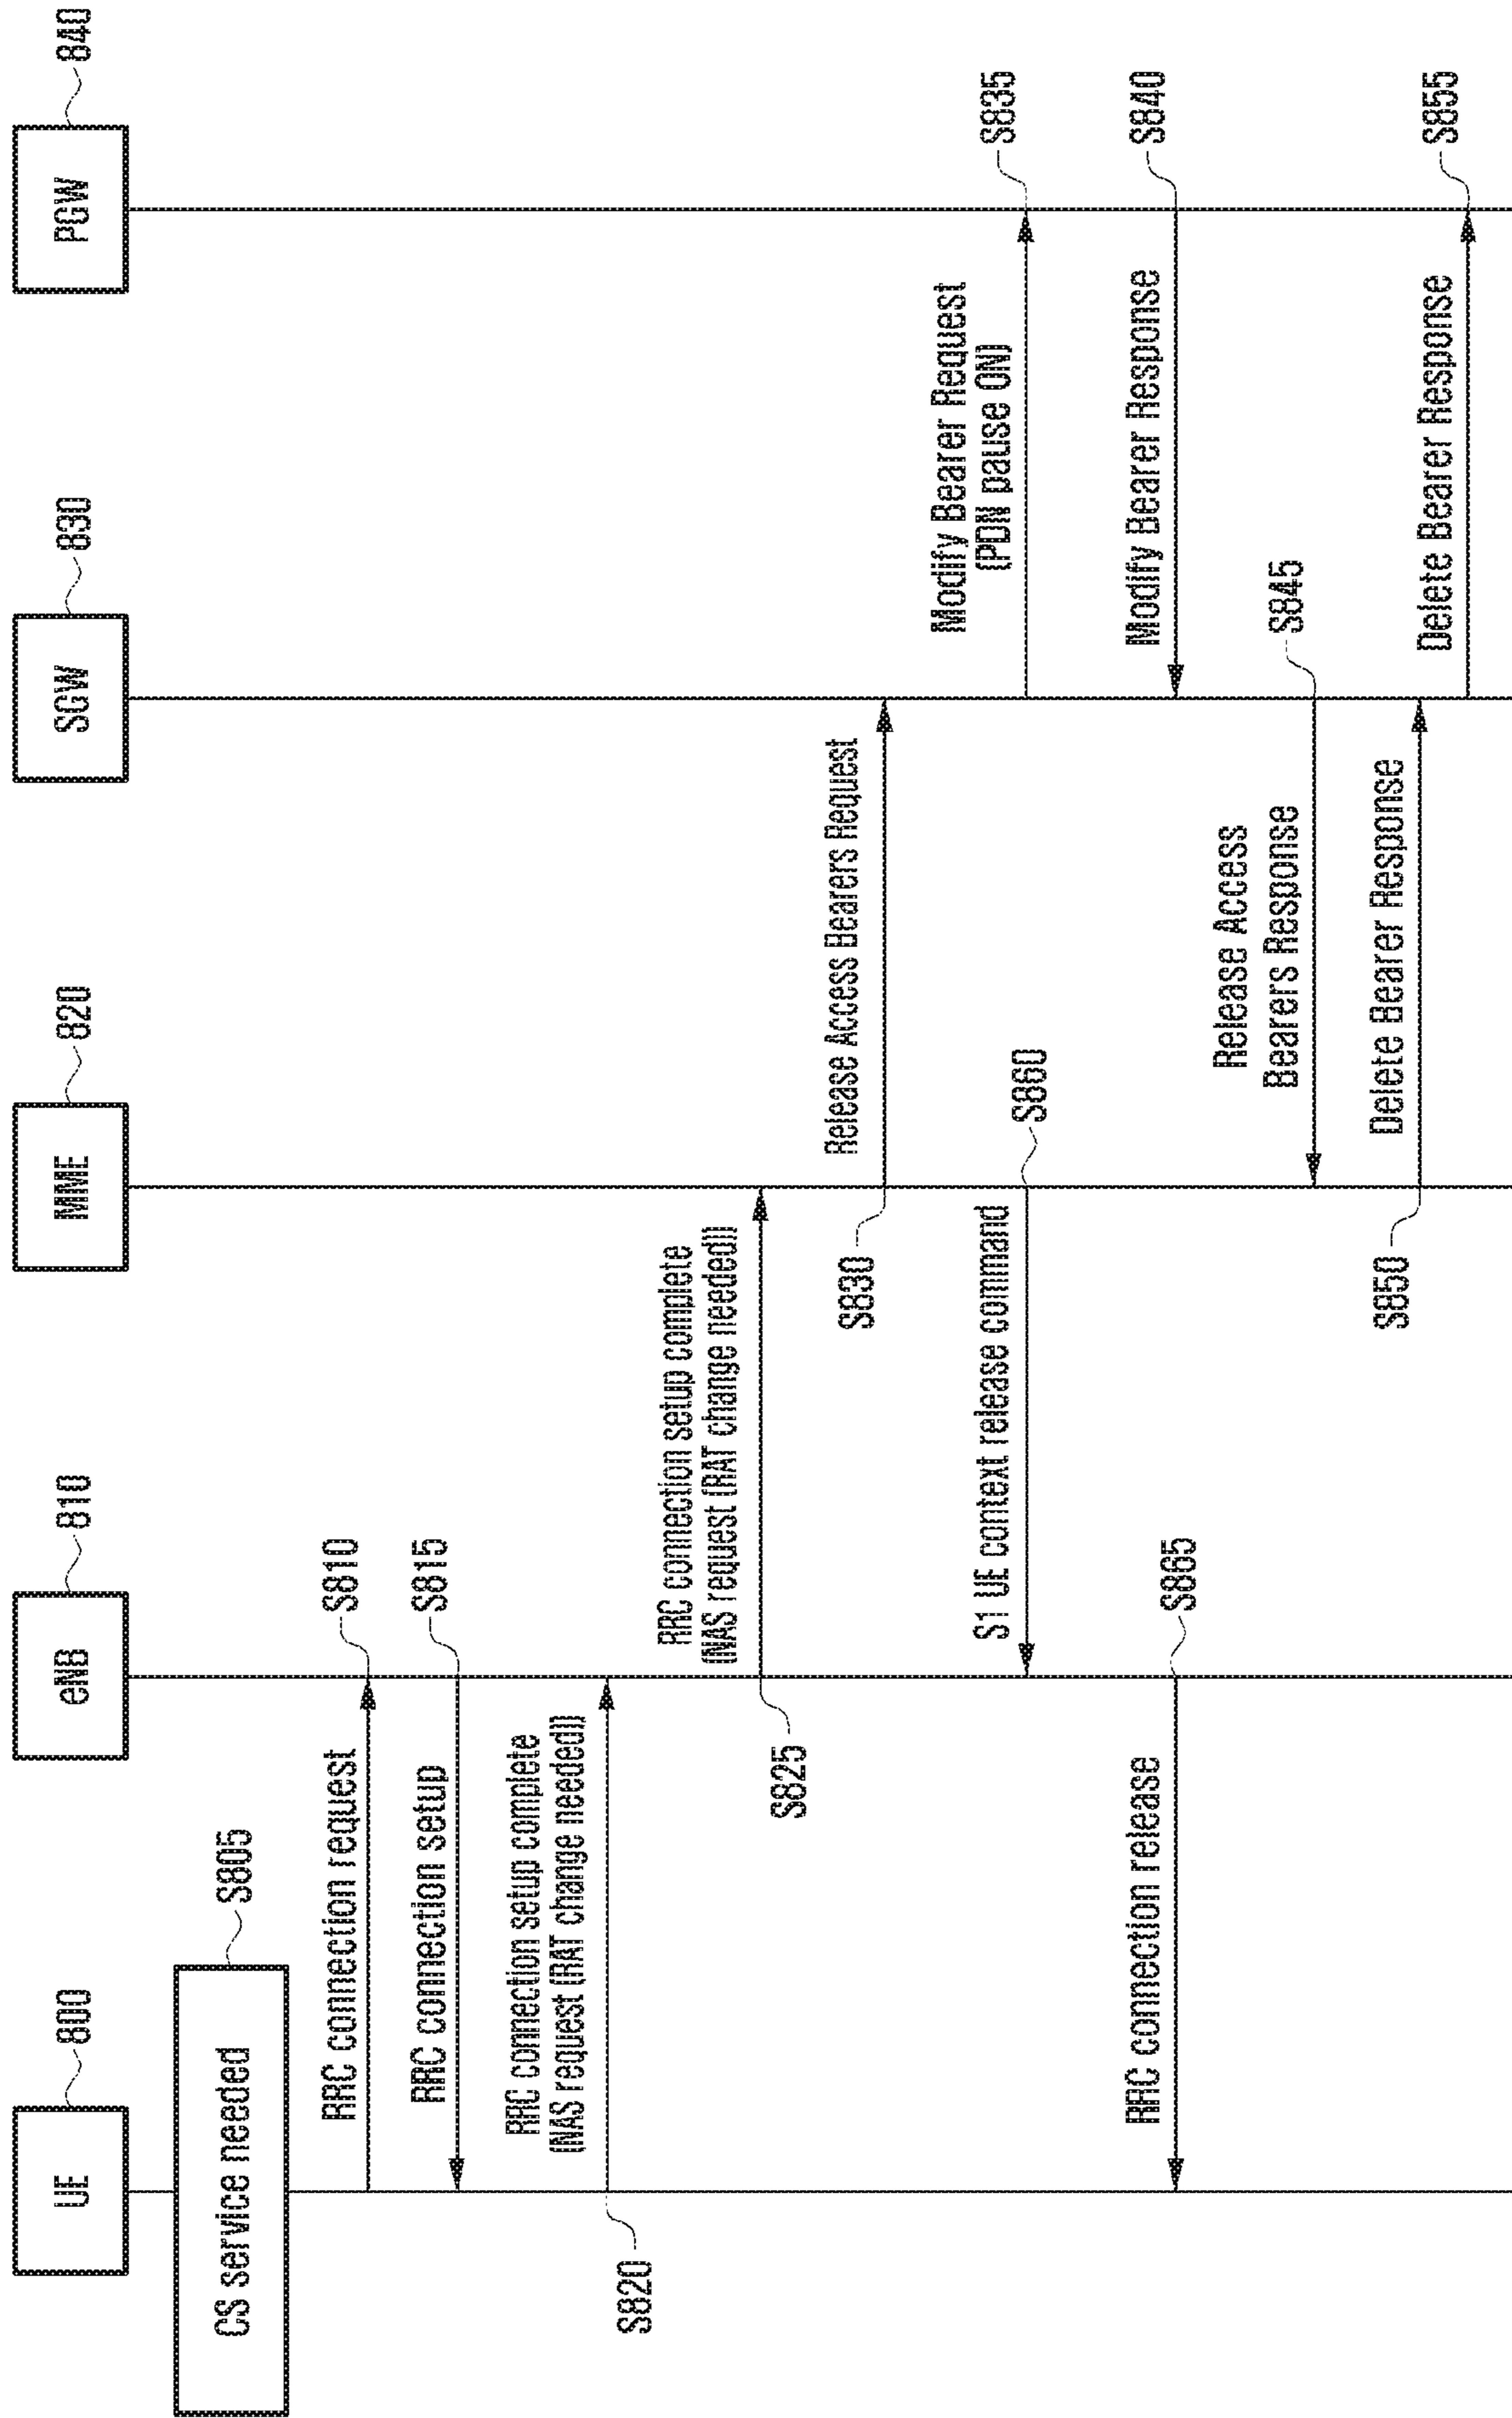 UE
800
eNB
810
MME
820
SGW
830
PGW
840
CS service needed
S805
RRC connection request
S810
RRC connection setup
S815
RRC connection setup complete
(NAS request (RAT change needed))
S820
RRC connection setup complete
(NAS request (RAT change needed))
S825
Release Access Bearers Request
S830
Modify Bearer Request
(PDN pause ON)
S835
S1 UE context release command
S860
Modify Bearer Response
S840
RRC connection release
S865
Release Access
Bearers Response
S845
Delete Bearer Response
S850
Delete Bearer Response
S855